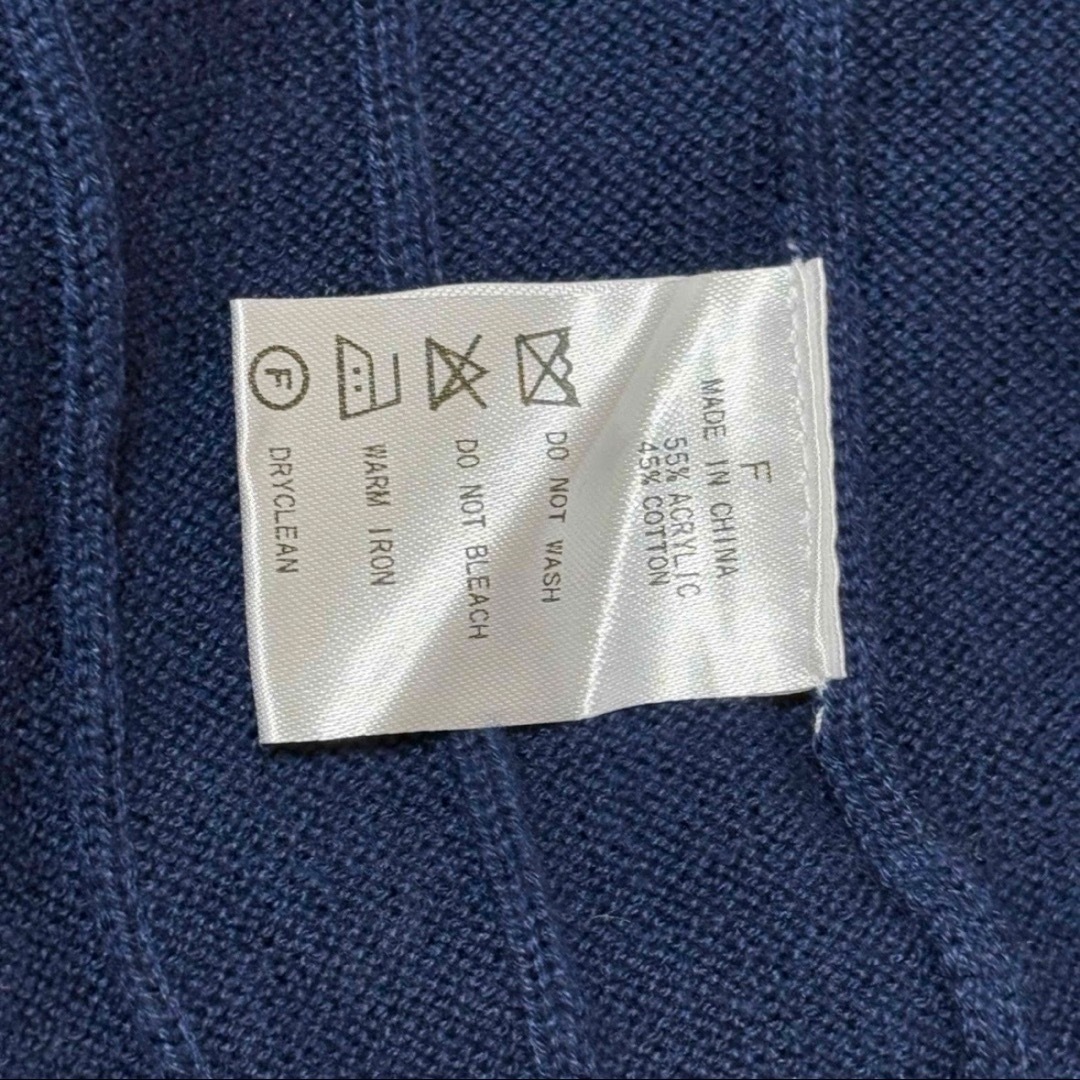 F
MADE IN CHINA
55% ACRYLIC
45% COTTON
DO NOT WASH
DO NOT BLEACH
WARM IRON
F DRYCLEAN